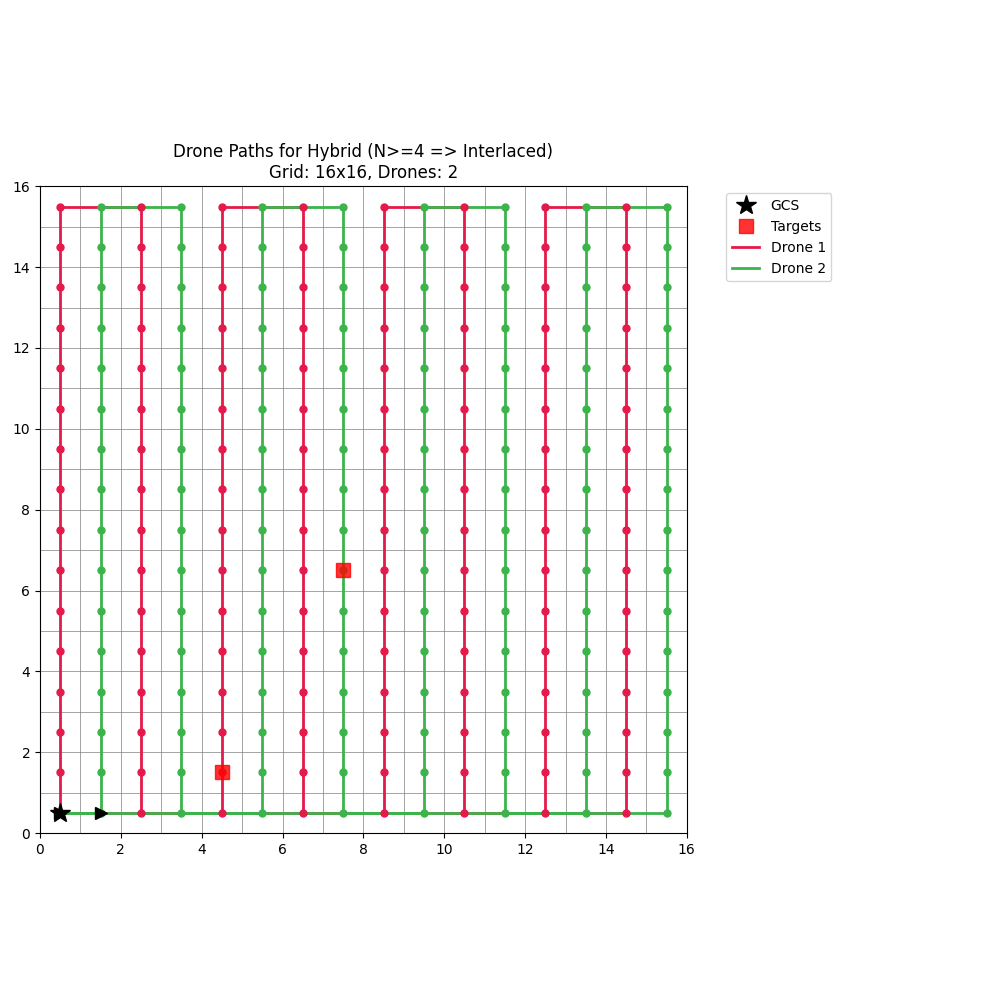 Drone Paths for Hybrid (N>=4 => Interlaced)
Grid: 16x16, Drones: 2
GCS
Targets
Drone 1
Drone 2
16
14
12
10
8
6
4
2
0
0 2 4 6 8 10 12 14 16